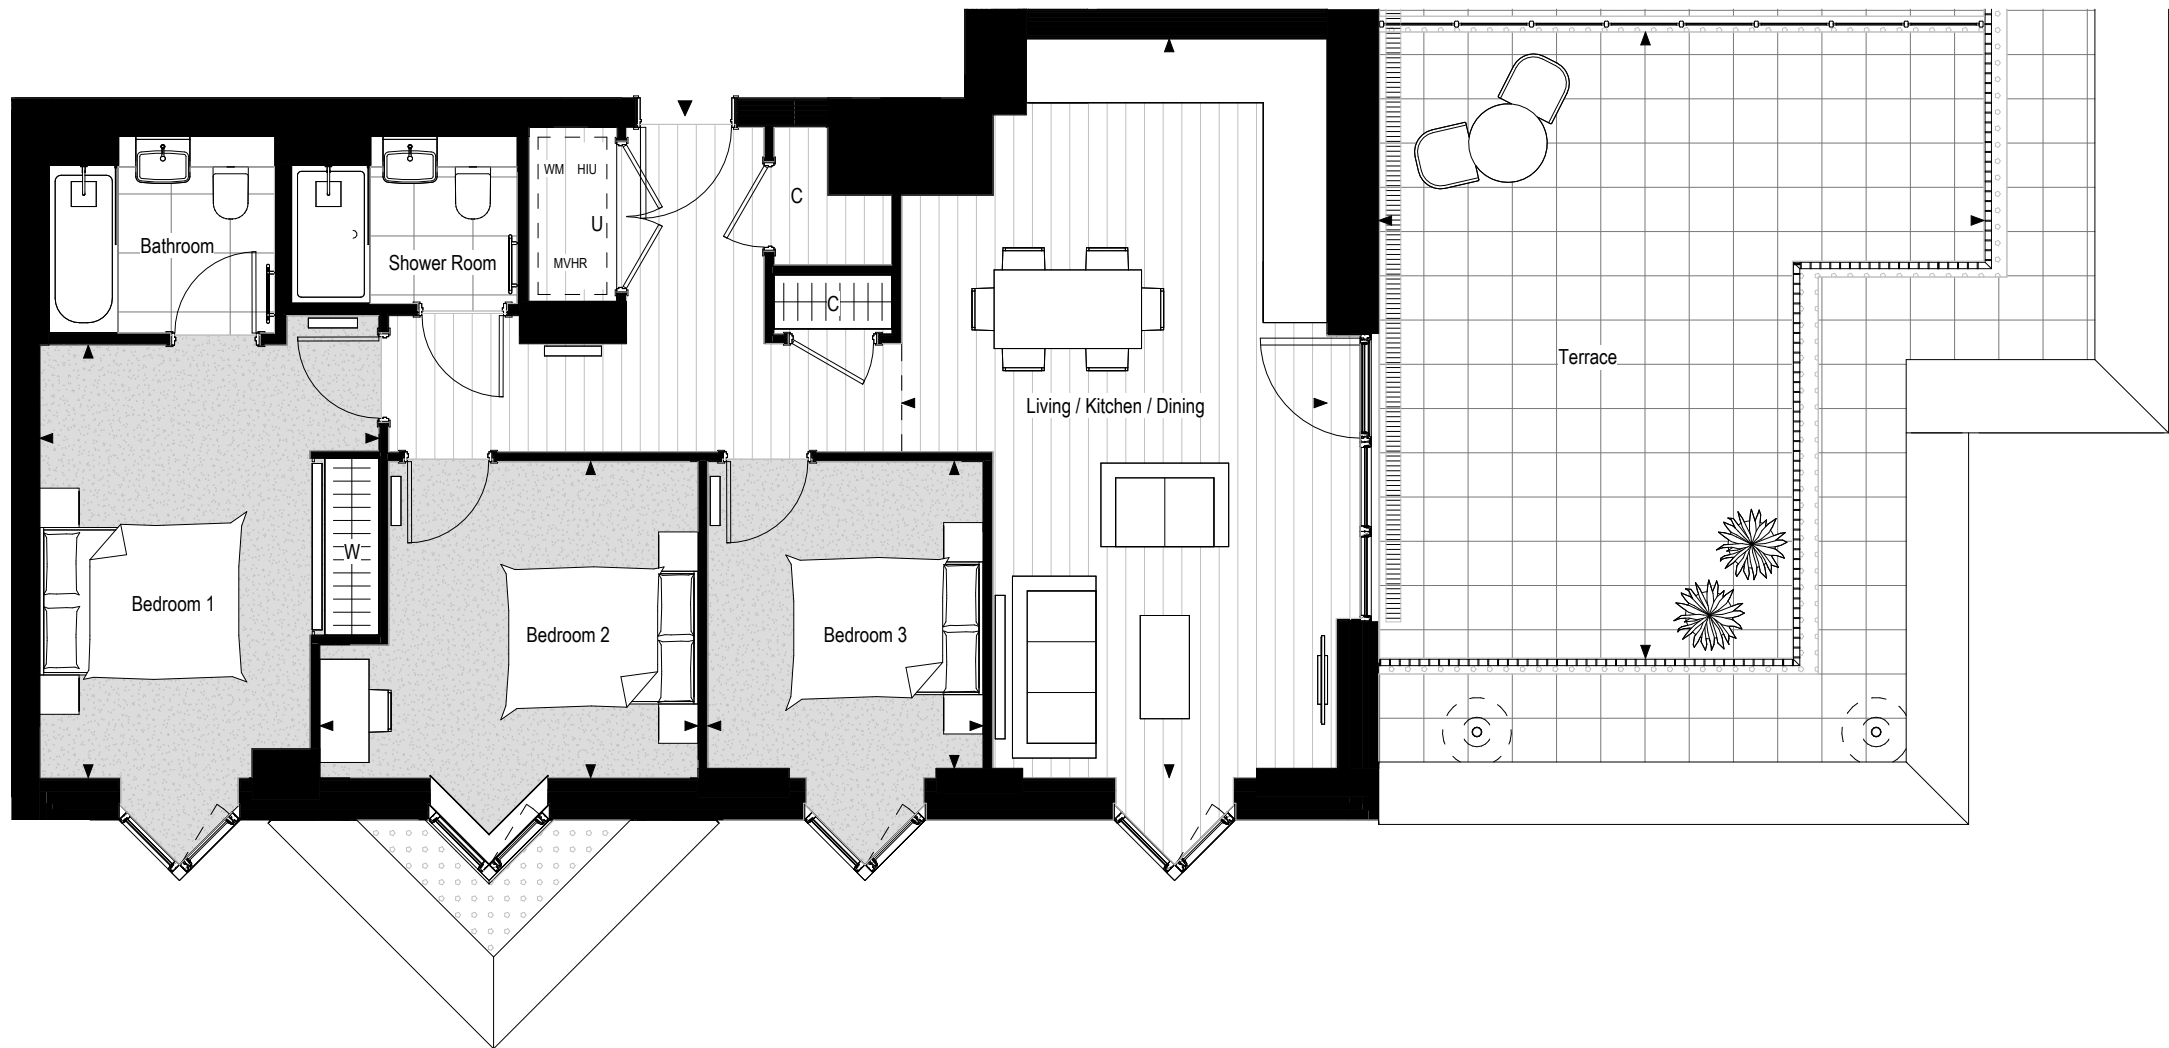 WM HIU
C
U
Bathroom
Shower Room
MVHR
C
Terrace
Living / Kitchen / Dining
W
Bedroom 1
Bedroom 2
Bedroom 3